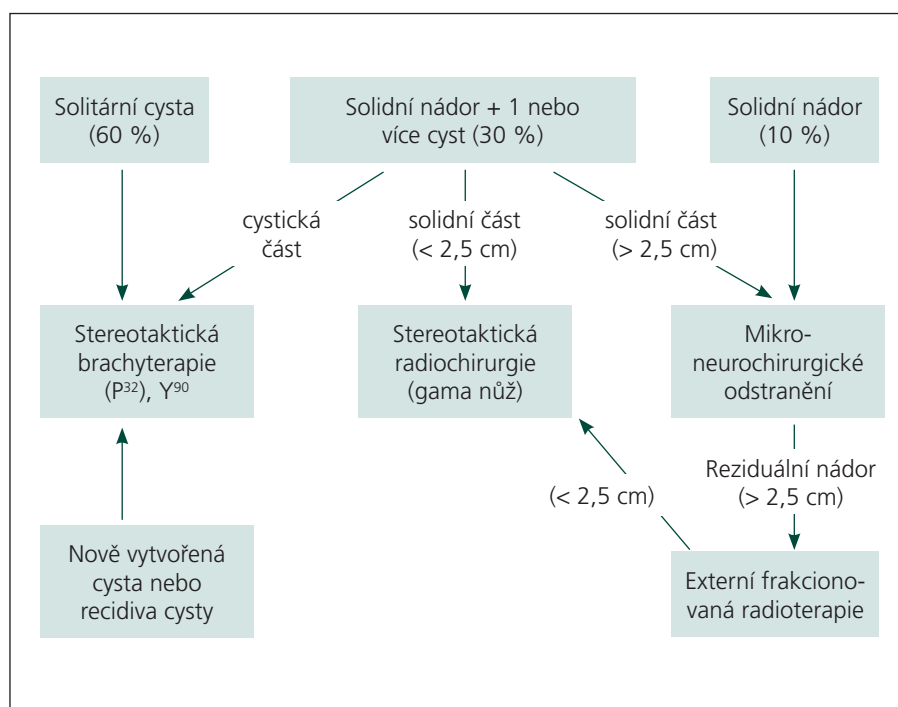 Solitární cysta
(60 %)
Solidní nádor + 1 nebo
více cyst (30 %)
Solidní nádor
(10 %)
cystická
část
solidní část
(< 2,5 cm)
solidní část
(> 2,5 cm)
Stereotaktická
brachyterapie
(P³²), Y⁹⁰
Stereotaktická
radiochirurgie
(gama nůž)
Mikro-
neurochirurgické
odstranění
Reziduální nádor
(> 2,5 cm)
(< 2,5 cm)
Nově vytvořená
cysta nebo
recidiva cysty
Externí frakciono-
vaná radioterapie